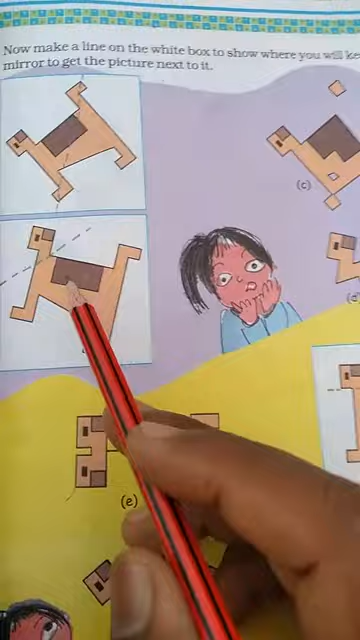 Now make a line on the white box to show where you will
mirror to get the picture next to it.
(c)
(e)